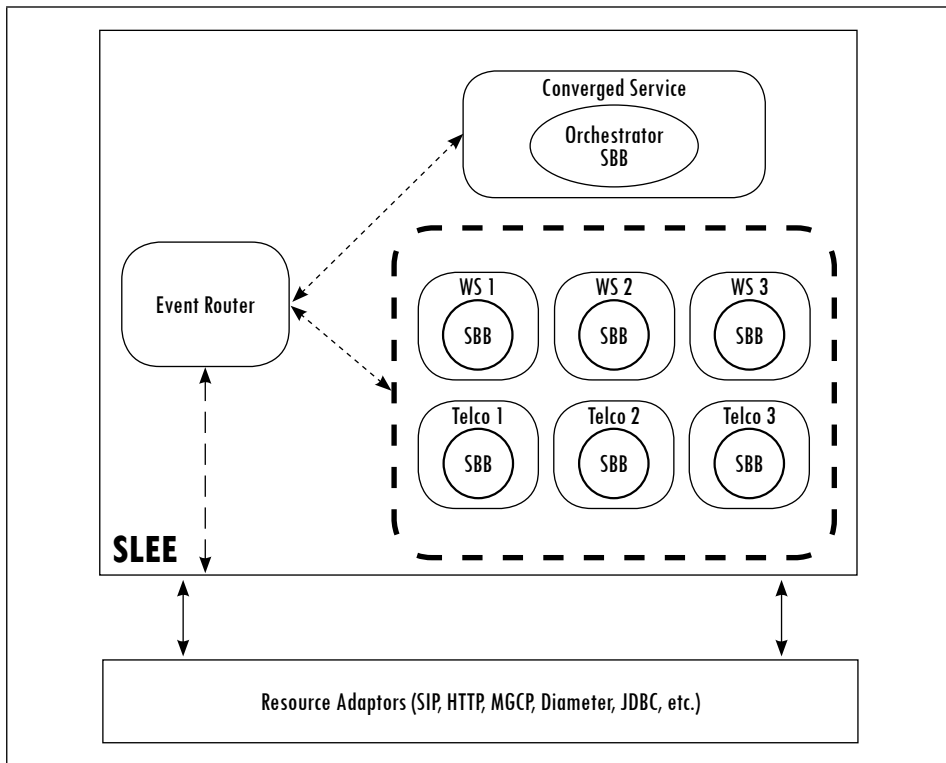 Converged Service
Orchestrator
SBB
Event Router
WS 1
WS 2
WS 3
SBB
SBB
SBB
Telco 1
Telco 2
Telco 3
SBB
SBB
SBB
SLEE
Resource Adaptors (SIP, HTTP, MGCP, Diameter, JDBC, etc.)